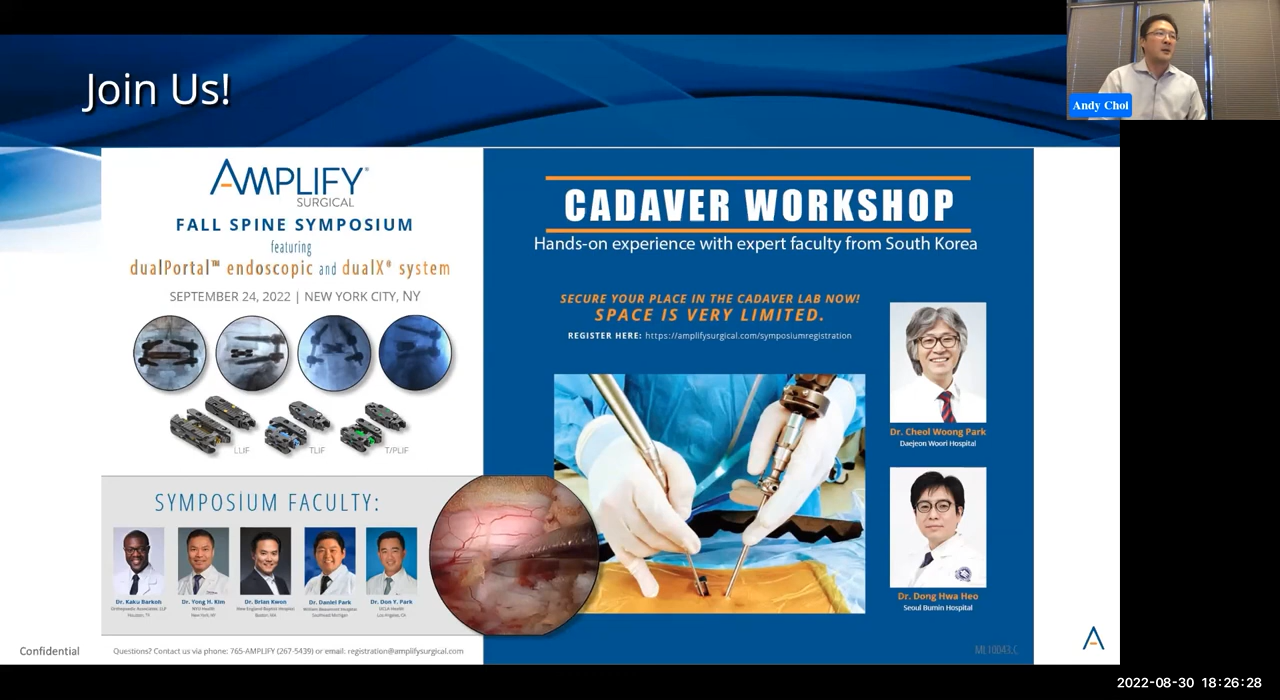 Join Us!
Andy Choi
AMPLIFY®
SURGICAL
FALL SPINE SYMPOSIUM
featuring
dualPortal™ endoscopic and dualX® system
SEPTEMBER 24, 2022 | NEW YORK CITY, NY
LLIF
TLIF
T/PLIF
SYMPOSIUM FACULTY:
Dr. Kaku Barkoh
Orthopaedic Associates, LLP
Houston, TX
Dr. Yong H. Kim
NYU Health
New York, NY
Dr. Brian Kwon
New England Baptist Hospital
Boston, MA
Dr. Daniel Park
William Beaumont Hospital
Southfield Michigan
Dr. Don Y. Park
UCLA Health
Los Angeles, CA
Questions? Contact us via phone: 765-AMPLIFY (267-5439) or email: registration@amplifysurgical.com
CADAVER WORKSHOP
Hands-on experience with expert faculty from South Korea
SECURE YOUR PLACE IN THE CADAVER LAB NOW!
SPACE IS VERY LIMITED.
REGISTER HERE: https://amplifysurgical.com/symposiumregistration
Dr. Cheol Woong Park
Daejeon Woori Hospital
Dr. Dong Hwa Heo
Seoul Bumin Hospital
ML10043.C
Confidential
2022-08-30 18:26:28